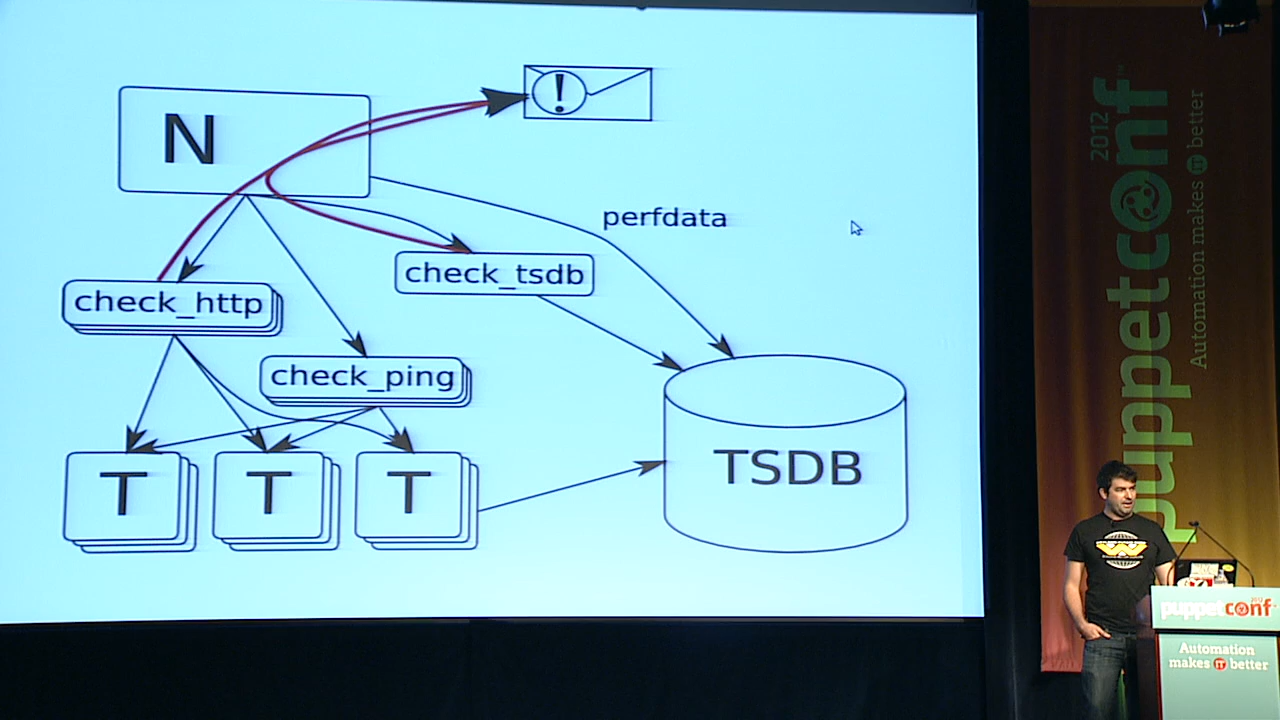 N
!
perfdata
check_tsdb
check_http
check_ping
T
T
T
TSDB
puppetconf
2012
Automation makes IT better
puppetconf
Automation
makes IT better